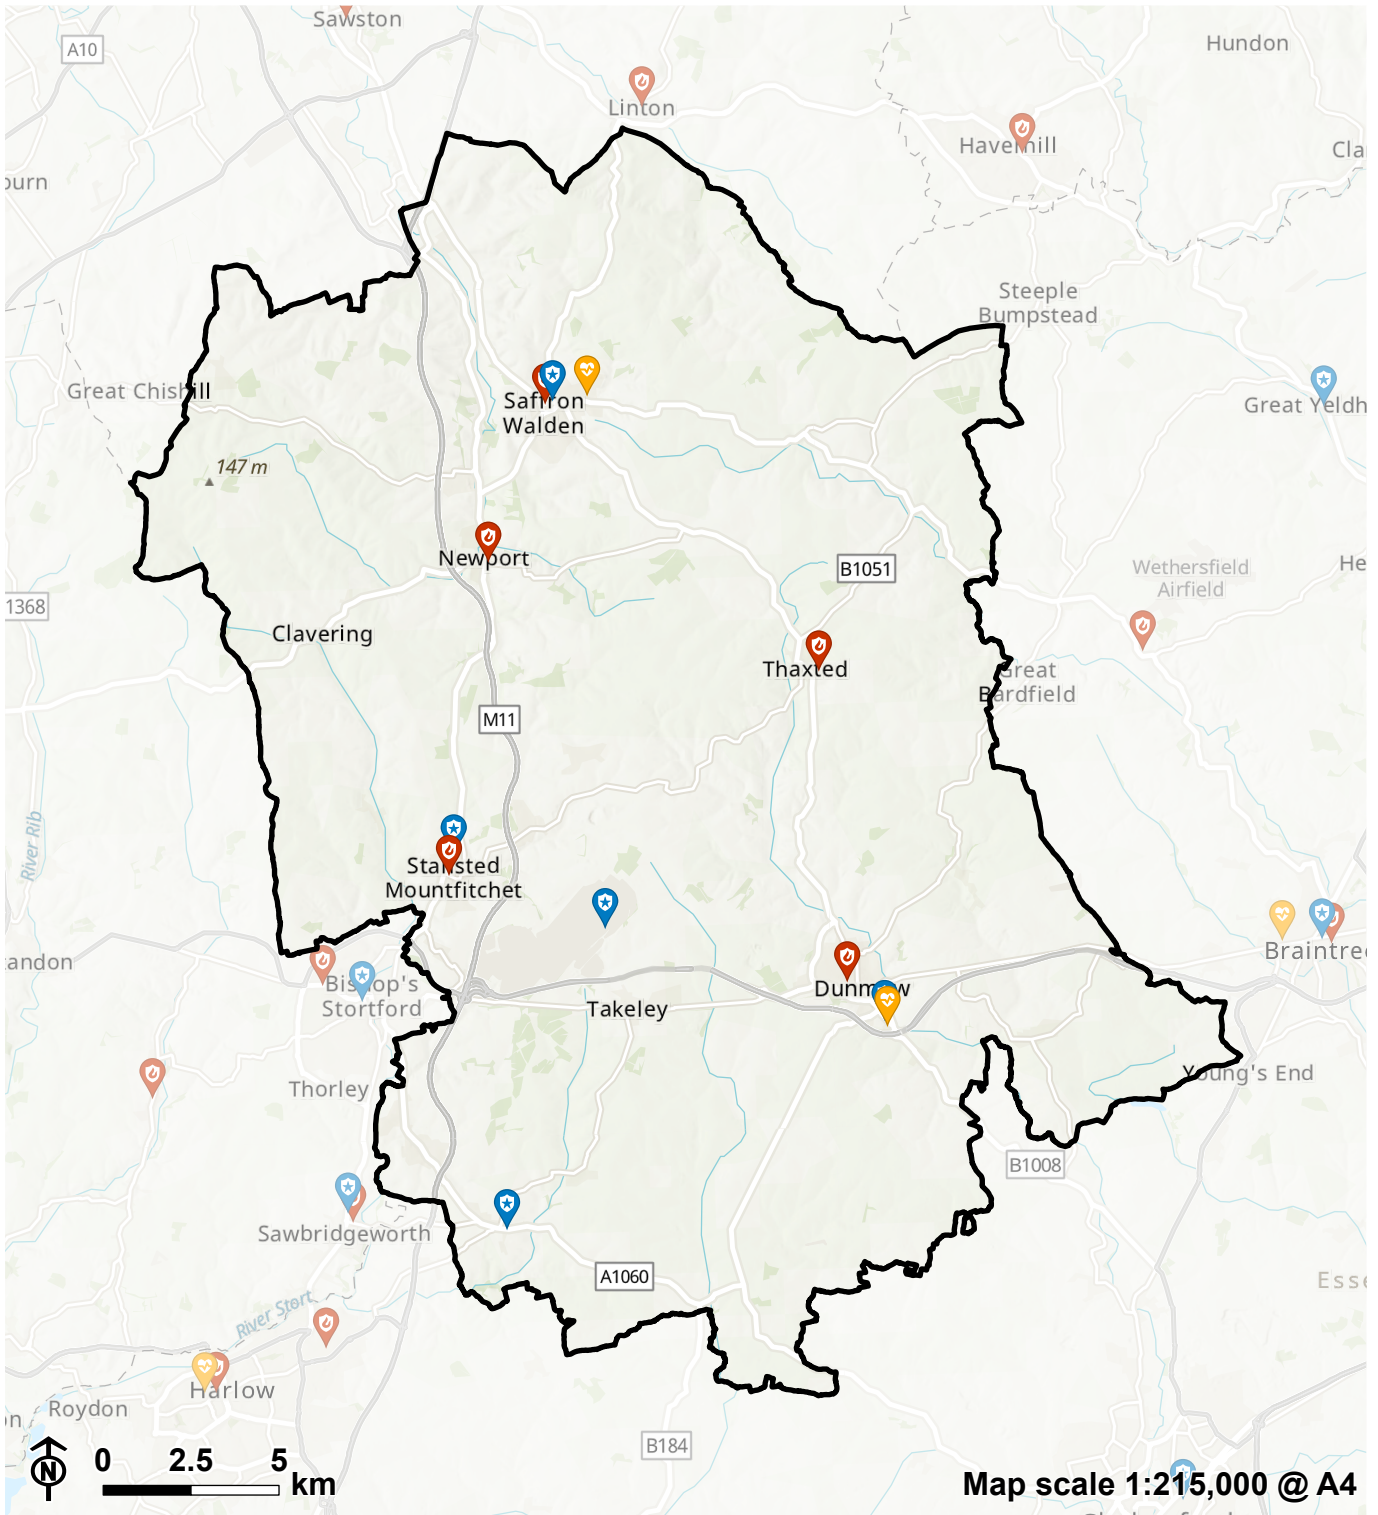 Sawston
A10
Hundon
Linton
Haverhill
Steeple
Bumpstead
Great Chishill
Saffron
Walden
Great Yeldh
147 m
Newport
B1051
Wethersfield
Airfield
He
1368
Clavering
Thaxted
Great
Bardfield
M11
River Rib
Stansted
Mountfitchet
Braintree
andon
Bishop's
Stortford
Dunmow
Takeley
Thorley
Young's End
B1008
Sawbridgeworth
A1060
Esse
River Stort
Harlow
Roydon
B184
N
0 2.5 5
km
Map scale 1:215,000 @ A4